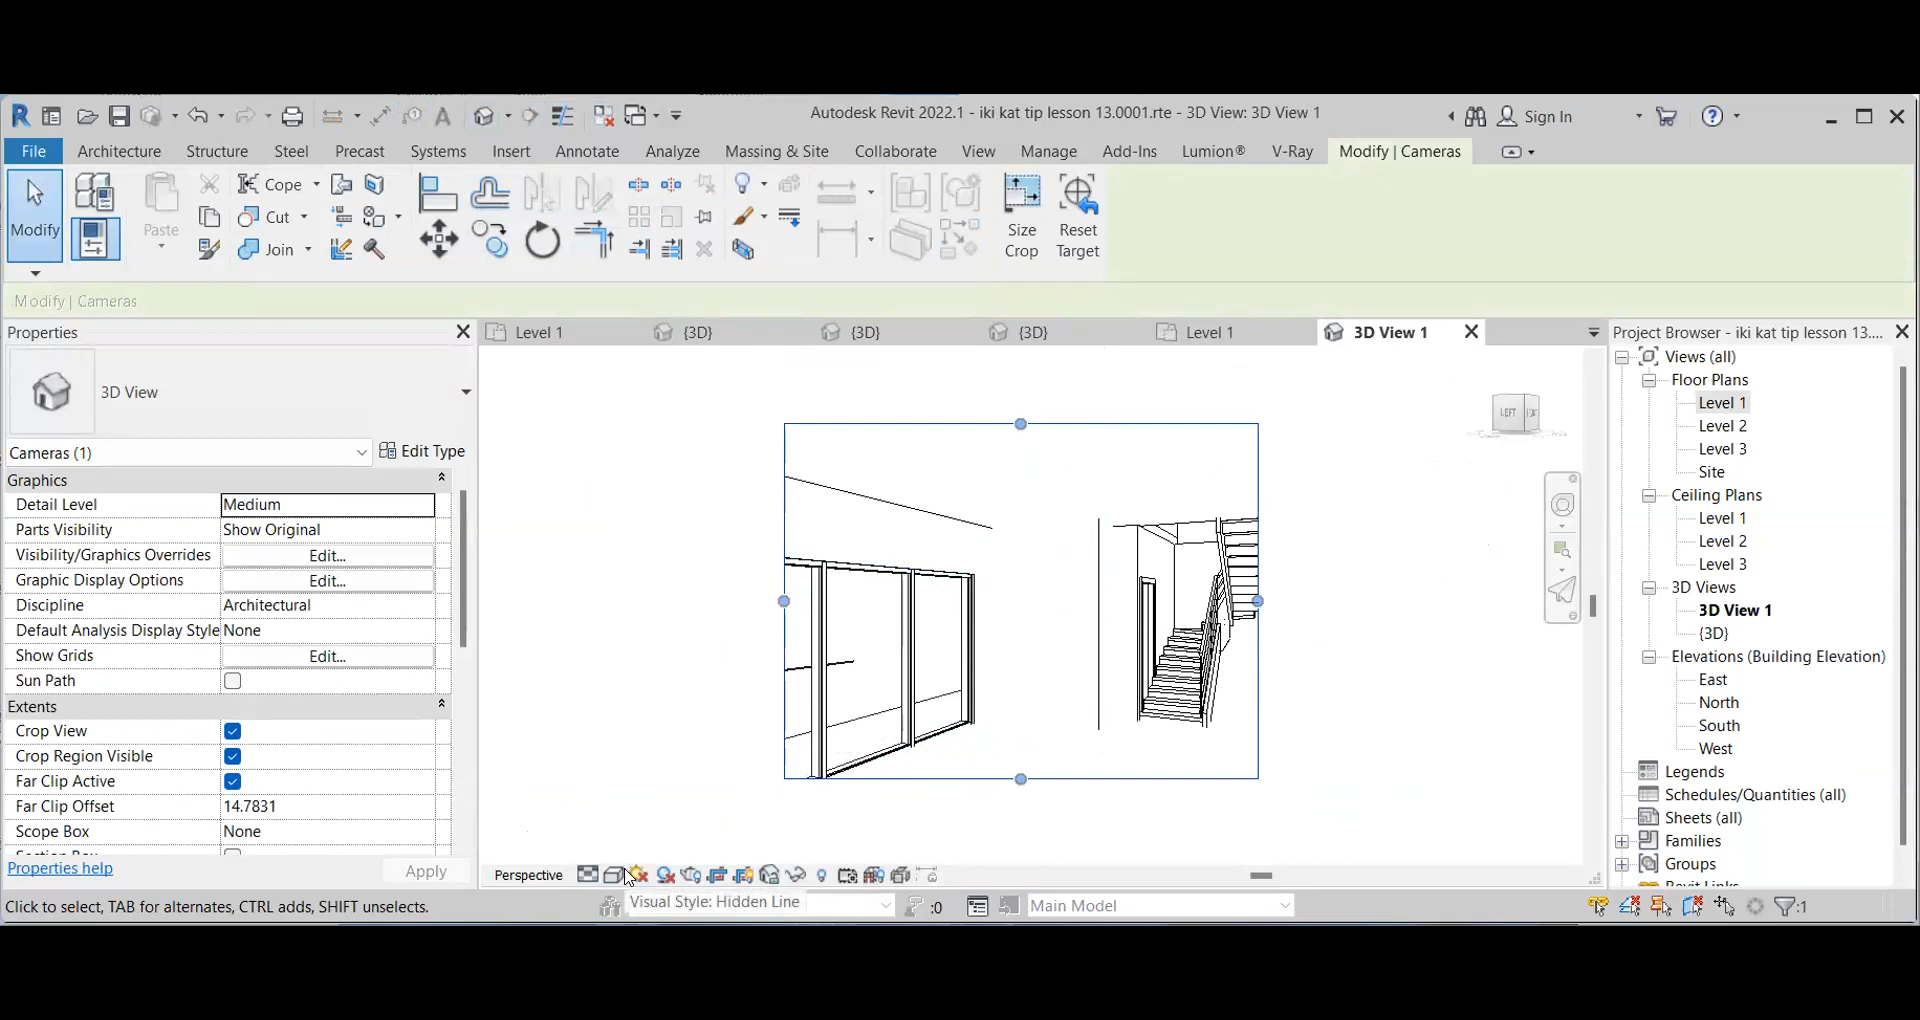 Autodesk Revit 2022.1 - iki kat tip lesson 13.0001.rte - 3D View: 3D View 1
Sign In
File Architecture Structure Steel Precast Systems Insert Annotate Analyze Massing & Site Collaborate View Manage Add-Ins Lumion® V-Ray Modify | Cameras
Modify
Paste
Cope
Cut
Join
Size
Crop
Reset
Target
Modify | Cameras
Properties
Level 1 {3D} {3D} {3D} Level 1 3D View 1
Project Browser - iki kat tip lesson 13....
3D View
Cameras (1) Edit Type
Graphics
Detail Level Medium
Parts Visibility Show Original
Visibility/Graphics Overrides Edit...
Graphic Display Options Edit...
Discipline Architectural
Default Analysis Display Style None
Show Grids Edit...
Sun Path
Extents
Crop View
Crop Region Visible
Far Clip Active
Far Clip Offset 14.7831
Scope Box None
Properties help Apply
LEFT
Views (all)
Floor Plans
Level 1
Level 2
Level 3
Site
Ceiling Plans
Level 1
Level 2
Level 3
3D Views
3D View 1
{3D}
Elevations (Building Elevation)
East
North
South
West
Legends
Schedules/Quantities (all)
Sheets (all)
Families
Groups
Revit Links
Perspective
Click to select, TAB for alternates, CTRL adds, SHIFT unselects.
Visual Style: Hidden Line
:0
Main Model
:1